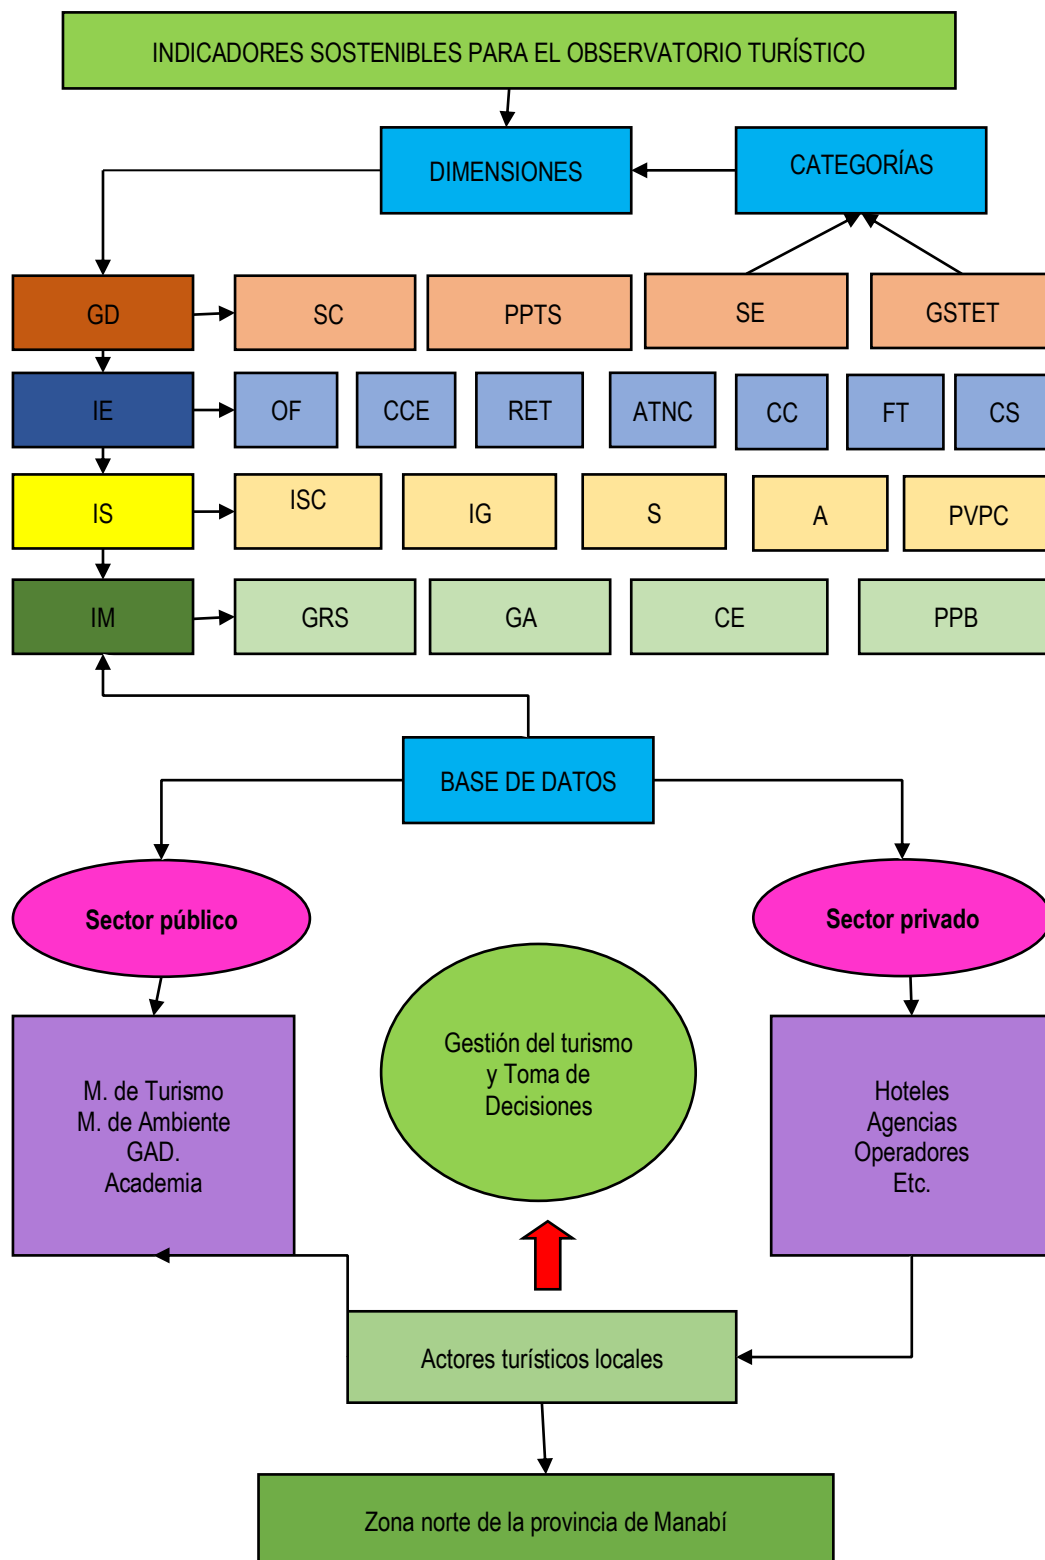 INDICADORES SOSTENIBLES PARA EL OBSERVATORIO TURÍSTICO
DIMENSIONES
CATEGORÍAS
GD
SC
PPTS
SE
GSTET
IE
OF
CCE
RET
ATNC
CC
FT
CS
IS
ISC
IG
S
A
PVPC
IM
GRS
GA
CE
PPB
BASE DE DATOS
Sector público
Sector privado
Gestión del turismo
y Toma de
Decisiones
M. de Turismo
M. de Ambiente
GAD.
Academia
Hoteles
Agencias
Operadores
Etc.
Actores turísticos locales
Zona norte de la provincia de Manabí